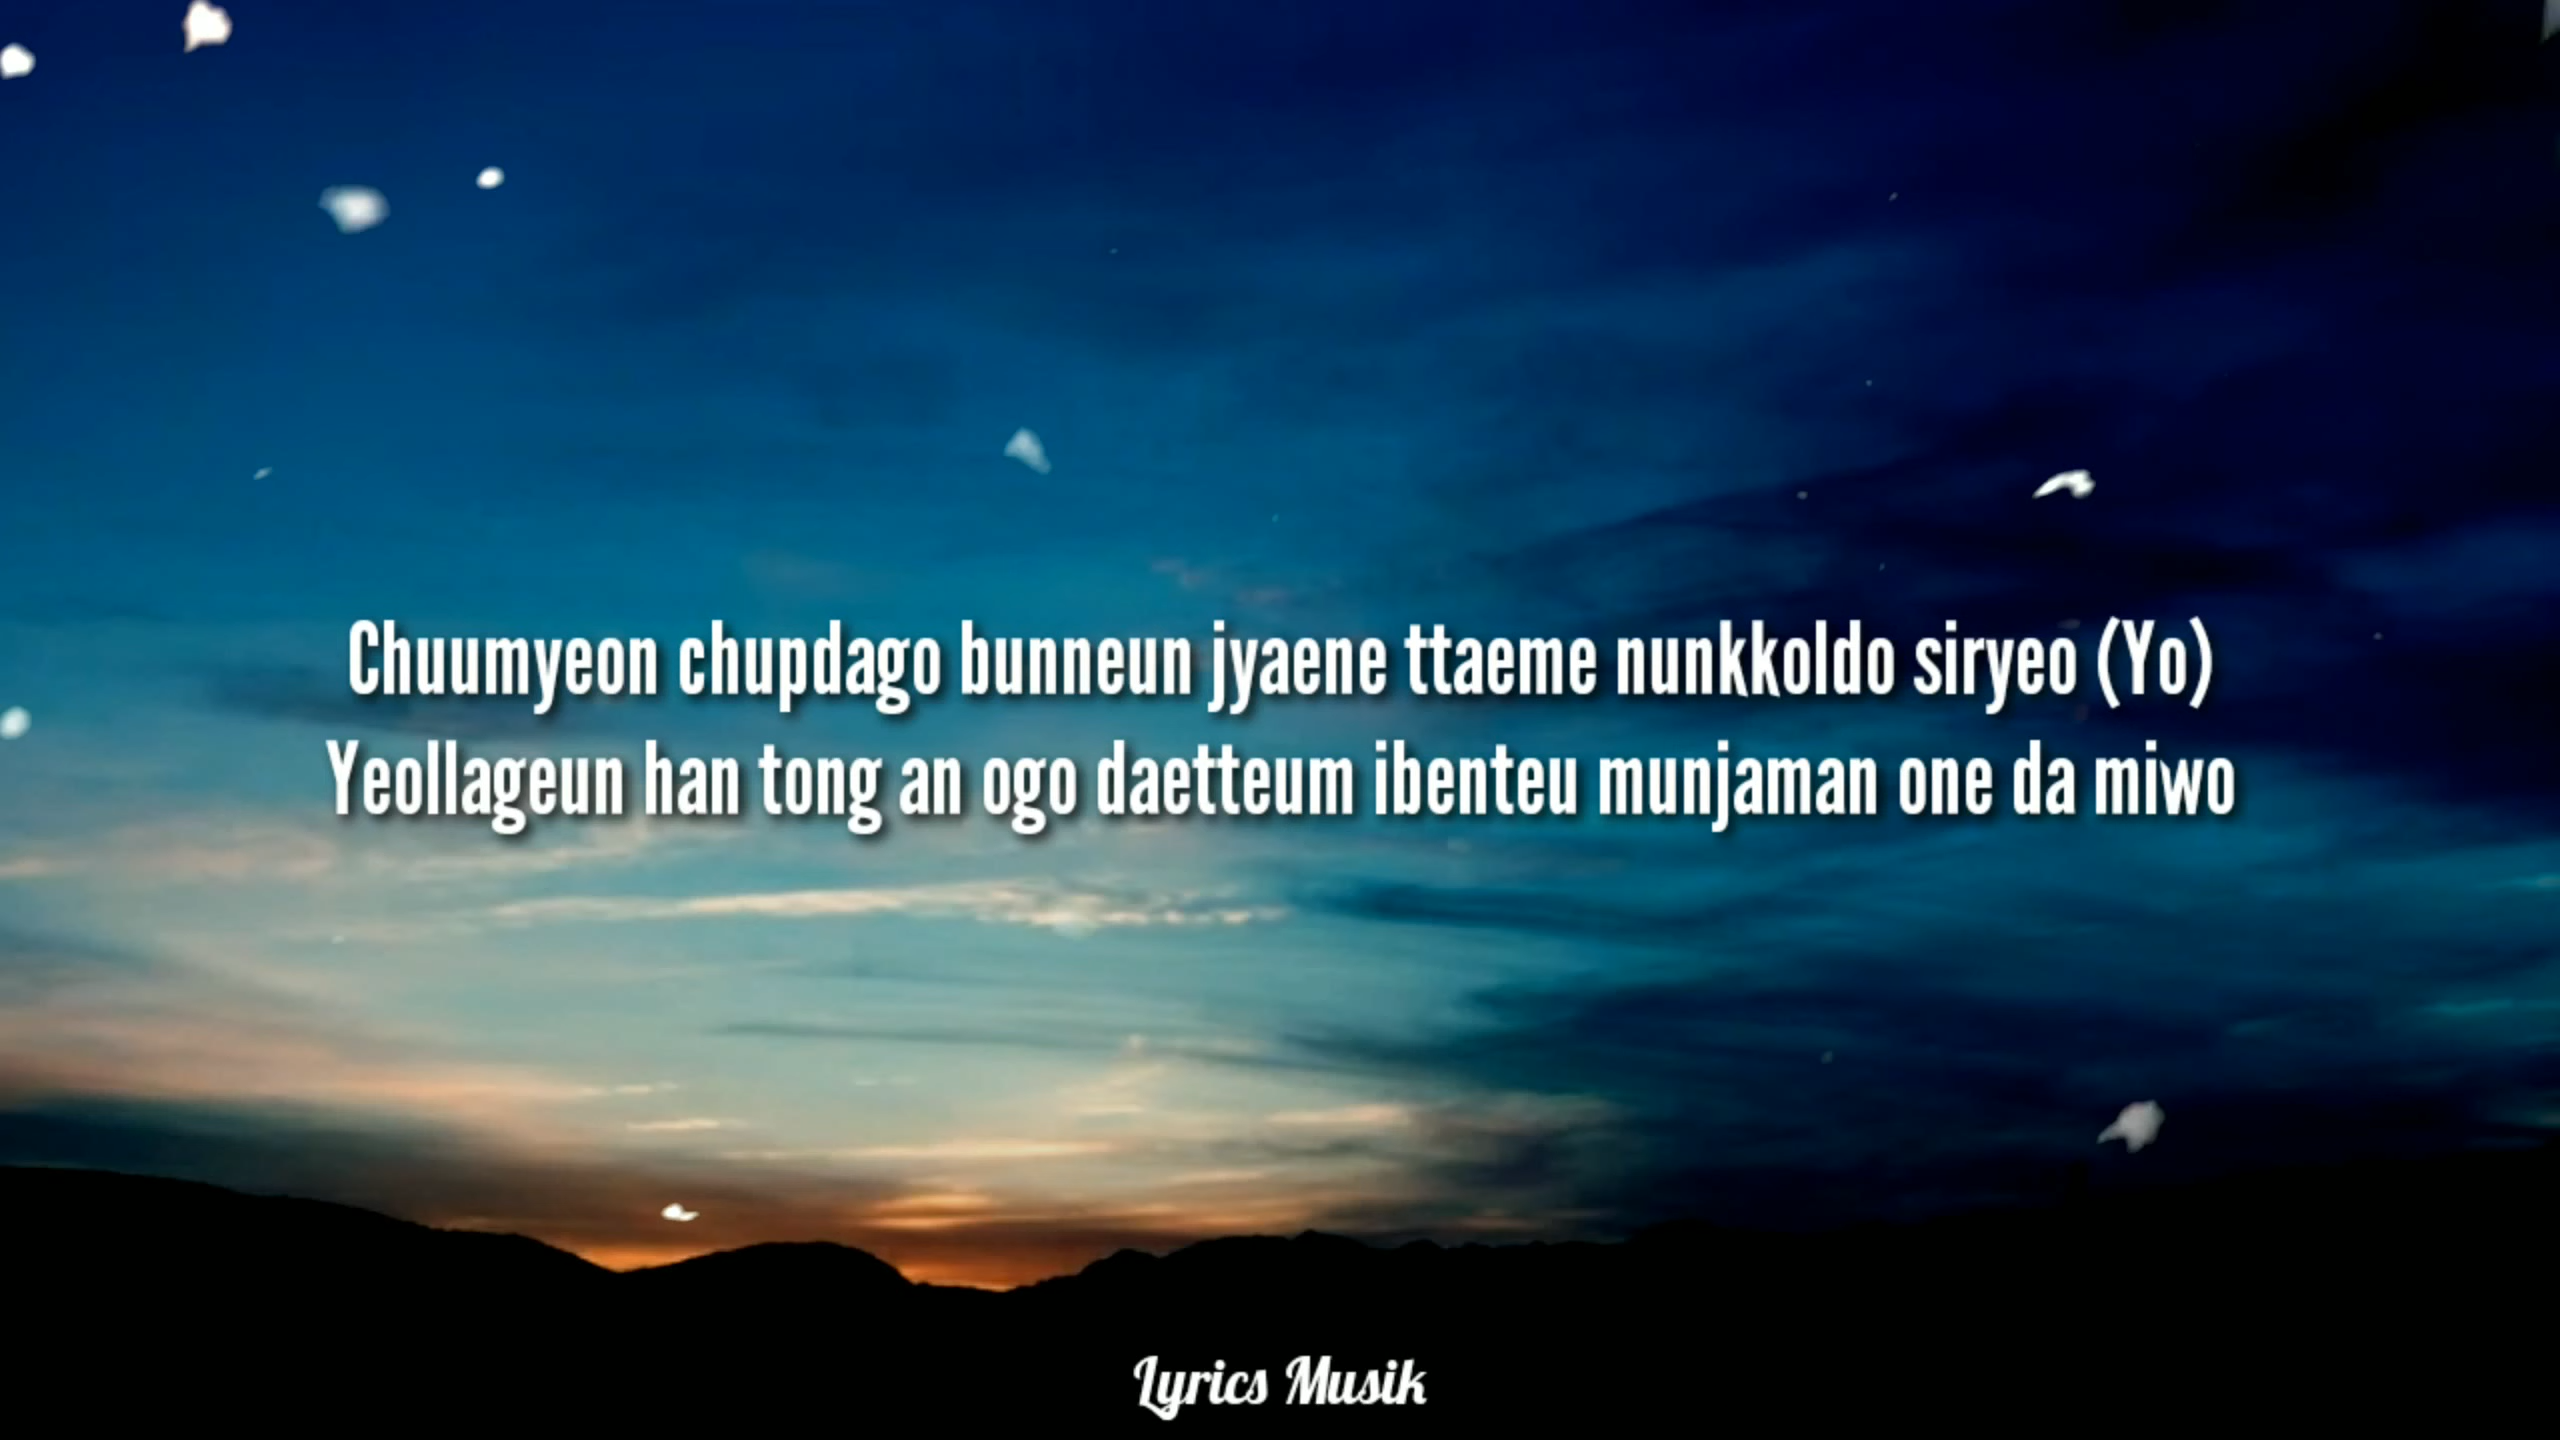 Chuumyeon chupdago bunneun jyaene ttaeme nunkkoldo siryeo (Yo)
Yeollageun han tong an ogo daetteum ibenteu munjaman one da miwo
Lyrics Musik